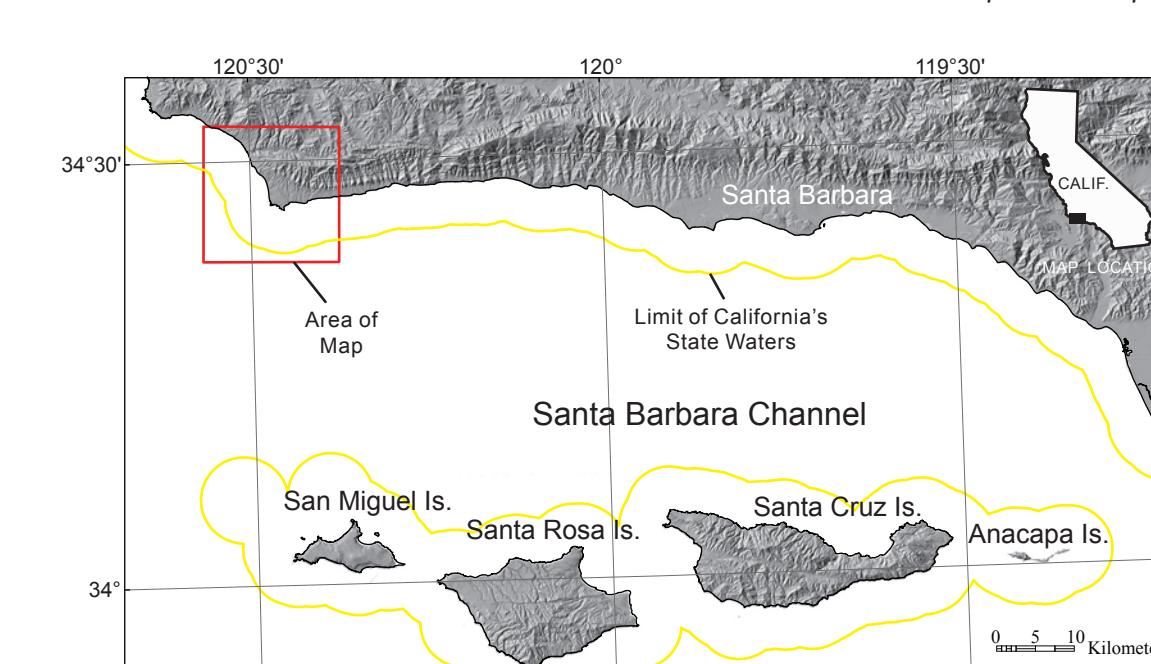 120°30' 120° 119°30'
34°30'
Santa Barbara
CALIF.
Area of
Map
Limit of California’s
State Waters
Santa Barbara Channel
San Miguel Is.
Santa Rosa Is.
Santa Cruz Is.
Anacapa Is.
34°
0 5 10
MAP